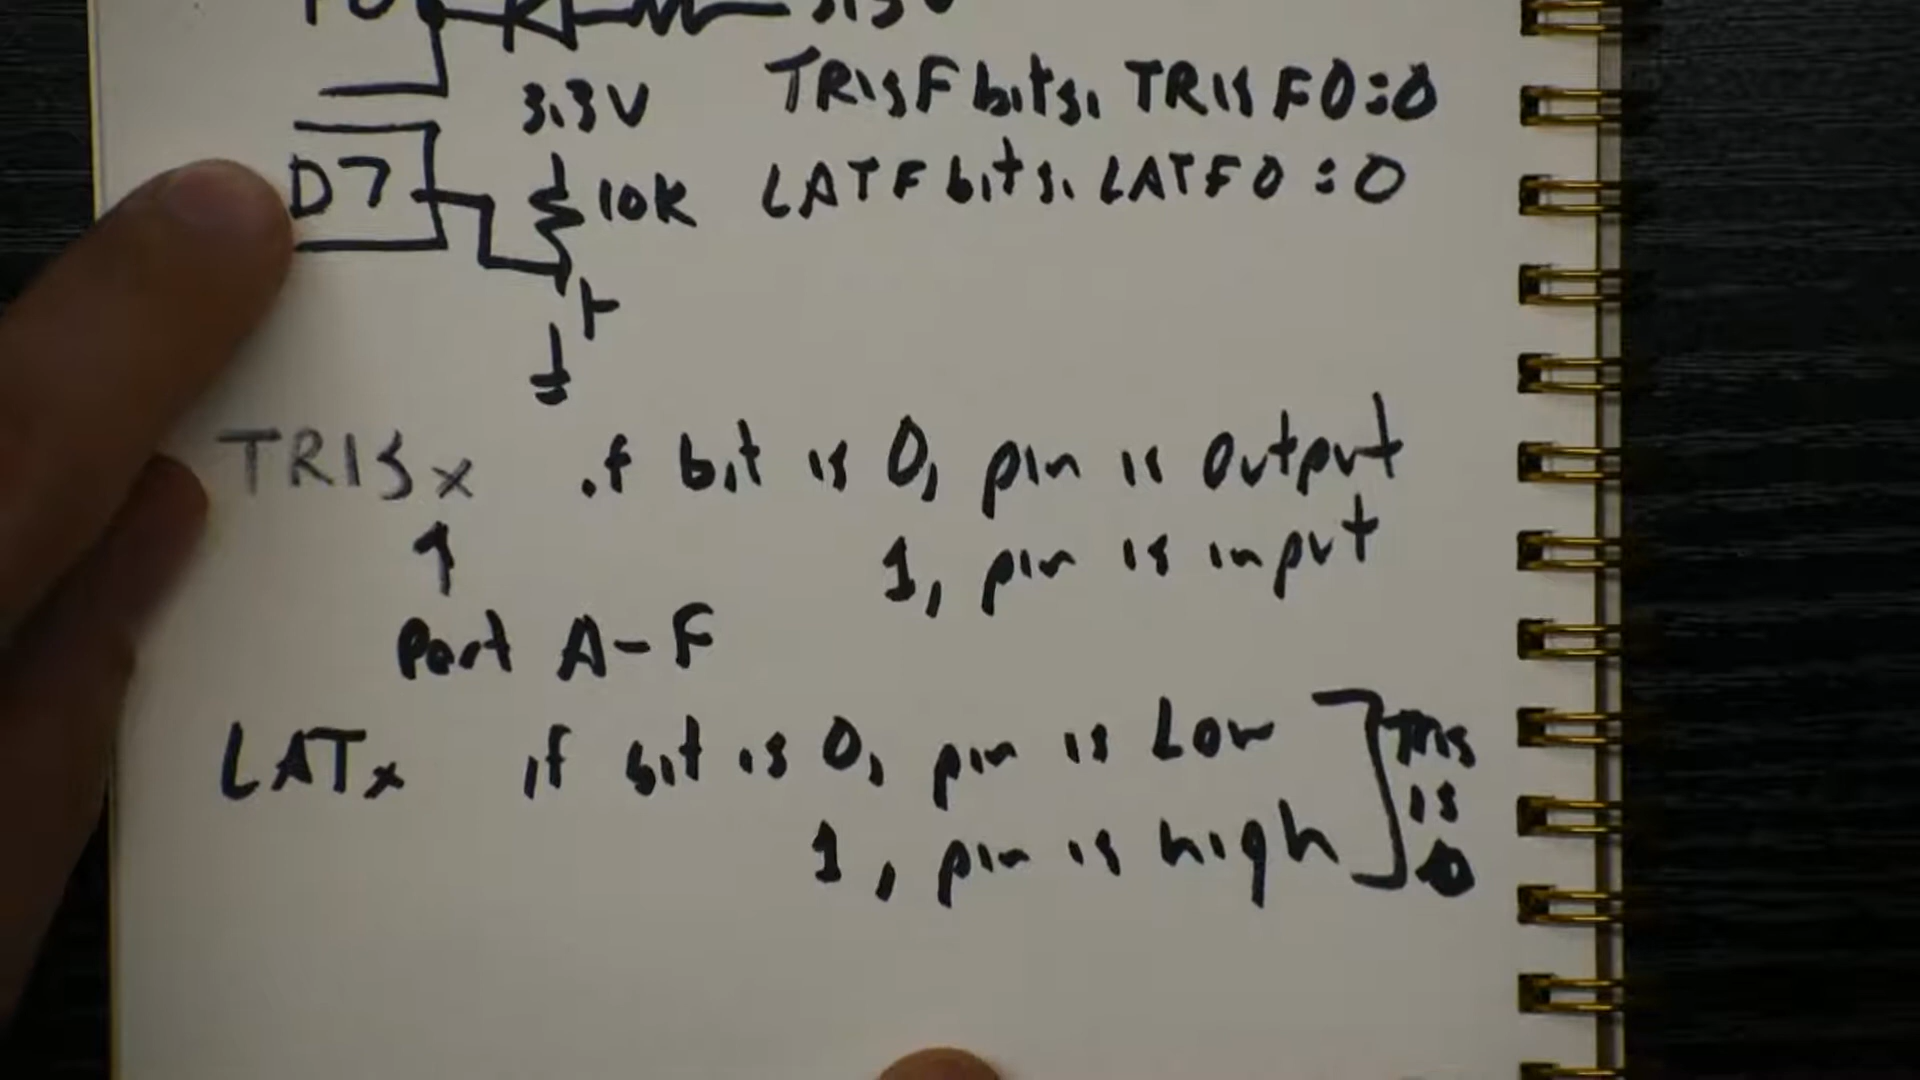 3.3V
TRISF bits. TRISF0=0
D7
10K
LATF bits. LATF0=0
TRISx if bit is 0, pin is output
1, pin is input
Port A-F
LATx if bit is 0, pin is Low
1, pin is high
TRIS
is
0